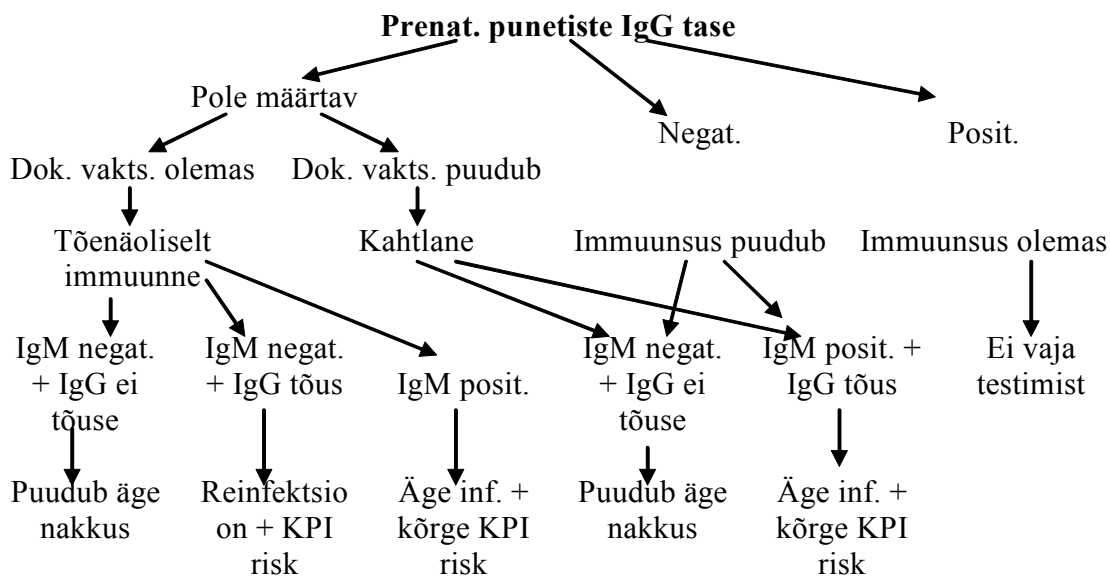 Prenat. punetiste IgG tase
Pole määrtav
Negat.
Posit.
Dok. vakts. olemas
Dok. vakts. puudub
Tõenäoliselt
immuunne
Kahtlane
Immuunsus puudub
Immuunsus olemas
IgM negat.
+ IgG ei
tõuse
IgM negat.
+ IgG tõus
IgM posit.
IgM negat.
+ IgG ei
tõuse
IgM posit. +
IgG tõus
Ei vaja
testimist
Puudub äge
nakkus
Reinfektsio
on + KPI
risk
Äge inf. +
kõrge KPI
risk
Puudub äge
nakkus
Äge inf. +
kõrge KPI
risk